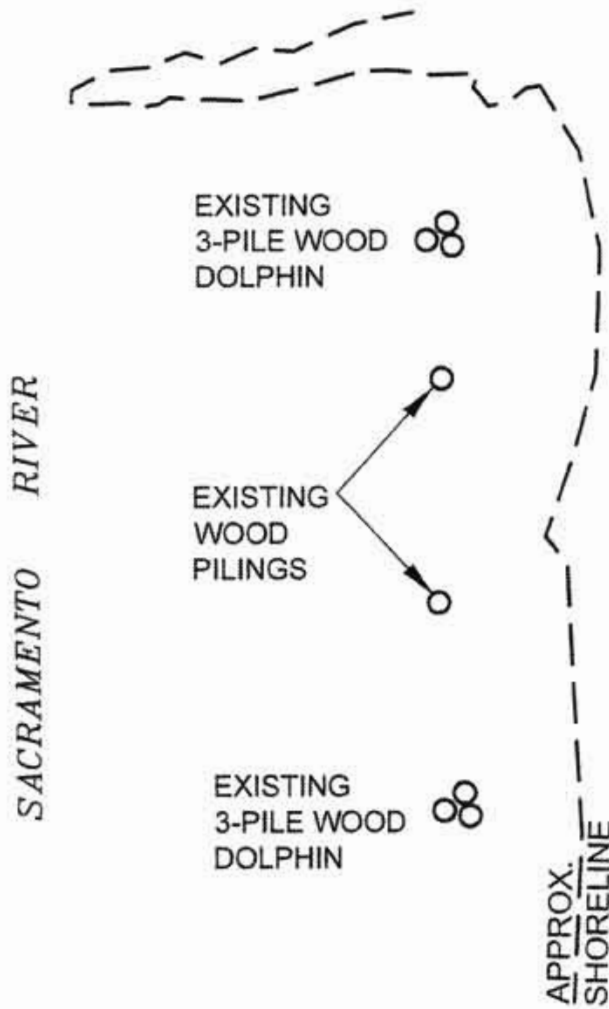 EXISTING
3-PILE WOOD
DOLPHIN
SACRAMENTO RIVER
EXISTING
WOOD
PILINGS
EXISTING
3-PILE WOOD
DOLPHIN
APPROX.
SHORELINE